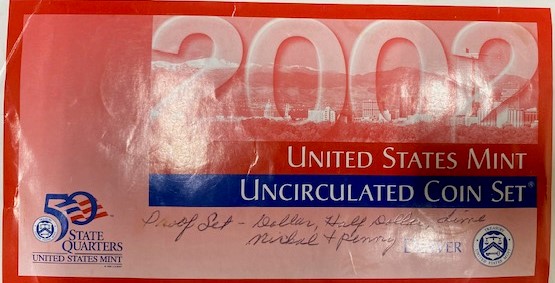 2002
UNITED STATES MINT
UNCIRCULATED COIN SET®
Proof Set - Dollar, Half Dollar, Dime
Nickel & Penny
DENVER
50
STATE
QUARTERS
UNITED STATES MINT